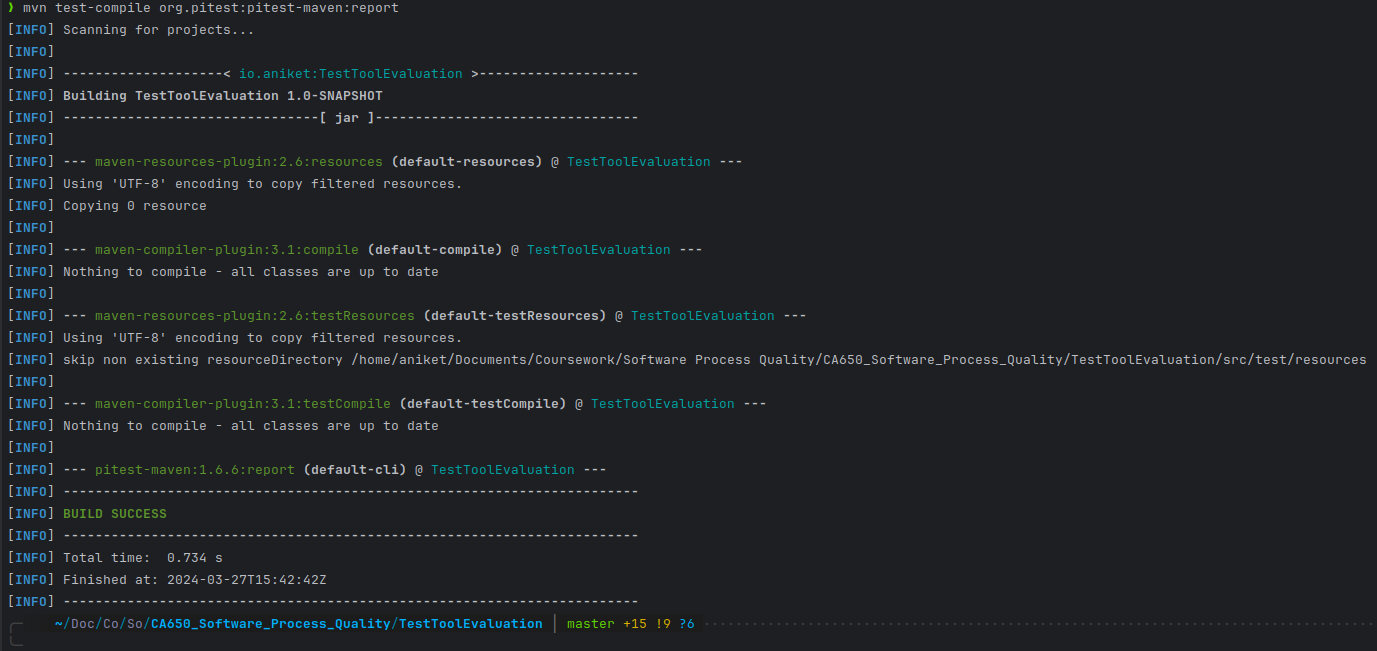 ❯ mvn test-compile org.pitest:pitest-maven:report
[INFO] Scanning for projects...
[INFO]
[INFO] --------------------< io.aniket:TestToolEvaluation >--------------------
[INFO] Building TestToolEvaluation 1.0-SNAPSHOT
[INFO] --------------------------------[ jar ]---------------------------------
[INFO]
[INFO] --- maven-resources-plugin:2.6:resources (default-resources) @ TestToolEvaluation ---
[INFO] Using 'UTF-8' encoding to copy filtered resources.
[INFO] Copying 0 resource
[INFO]
[INFO] --- maven-compiler-plugin:3.1:compile (default-compile) @ TestToolEvaluation ---
[INFO] Nothing to compile - all classes are up to date
[INFO]
[INFO] --- maven-resources-plugin:2.6:testResources (default-testResources) @ TestToolEvaluation ---
[INFO] Using 'UTF-8' encoding to copy filtered resources.
[INFO] skip non existing resourceDirectory /home/aniket/Documents/Coursework/Software Process Quality/CA650_Software_Process_Quality/TestToolEvaluation/src/test/resources
[INFO]
[INFO] --- maven-compiler-plugin:3.1:testCompile (default-testCompile) @ TestToolEvaluation ---
[INFO] Nothing to compile - all classes are up to date
[INFO]
[INFO] --- pitest-maven:1.6.6:report (default-cli) @ TestToolEvaluation ---
[INFO] ------------------------------------------------------------------------
[INFO] BUILD SUCCESS
[INFO] ------------------------------------------------------------------------
[INFO] Total time:  0.734 s
[INFO] Finished at: 2024-03-27T15:42:42Z
[INFO] ------------------------------------------------------------------------
~/Doc/Co/So/CA650_Software_Process_Quality/TestToolEvaluation │ master +15 !9 ?6